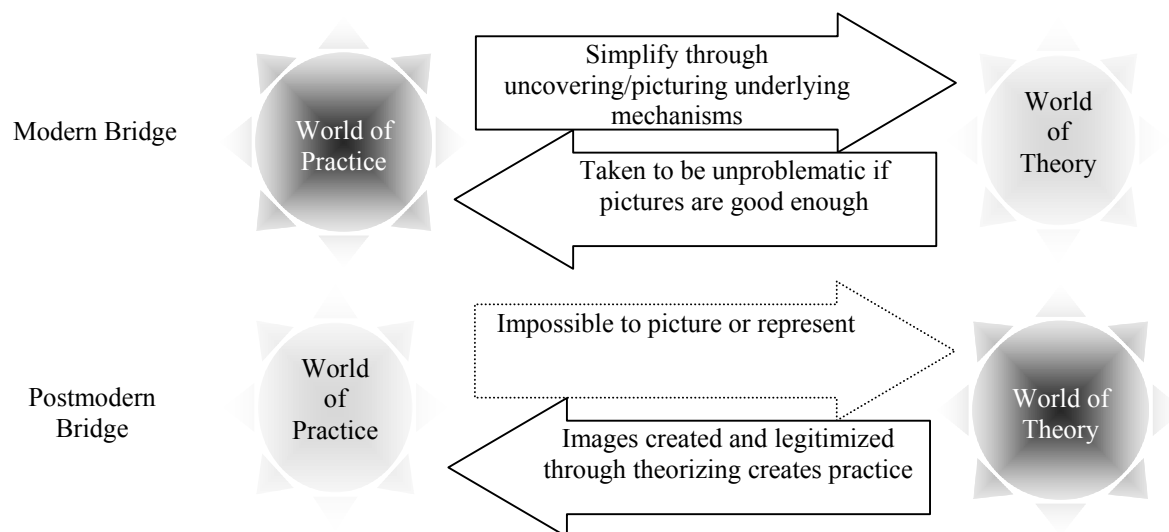 Modern Bridge
World of
Practice
Simplify through
uncovering/picturing underlying
mechanisms
Taken to be unproblematic if
pictures are good enough
World
of
Theory
Postmodern
Bridge
World
of
Practice
Impossible to picture or represent
Images created and legitimized
through theorizing creates practice
World of
Theory